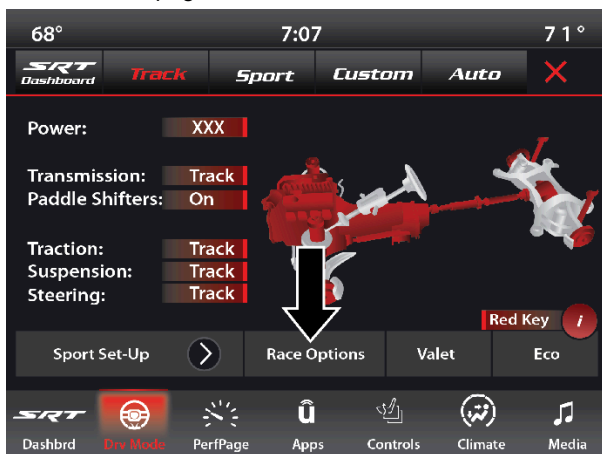 68° 7:07 71°
SRT Dashboard Track Sport Custom Auto X
Power: XXX
Transmission: Track
Paddle Shifters: On
Traction: Track
Suspension: Track
Steering: Track
Red Key i
Sport Set-Up > Race Options Valet Eco
SRT û
Dashbrd Drv Mode PerfPage Apps Controls Climate Media